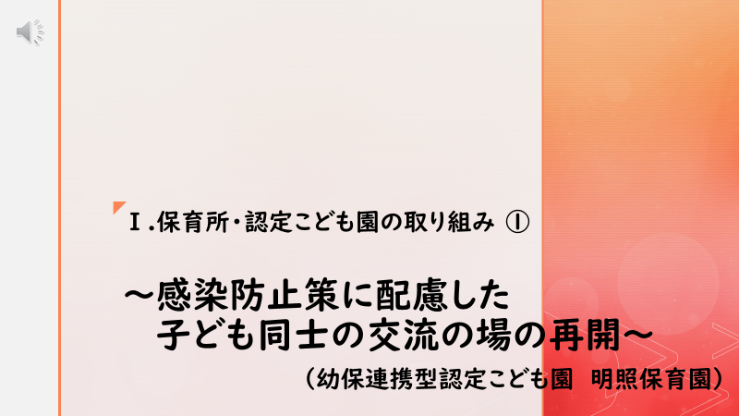 Ⅰ.保育所・認定こども園の取り組み ①
～感染防止策に配慮した
子ども同士の交流の場の再開～
（幼保連携型認定こども園 明照保育園）